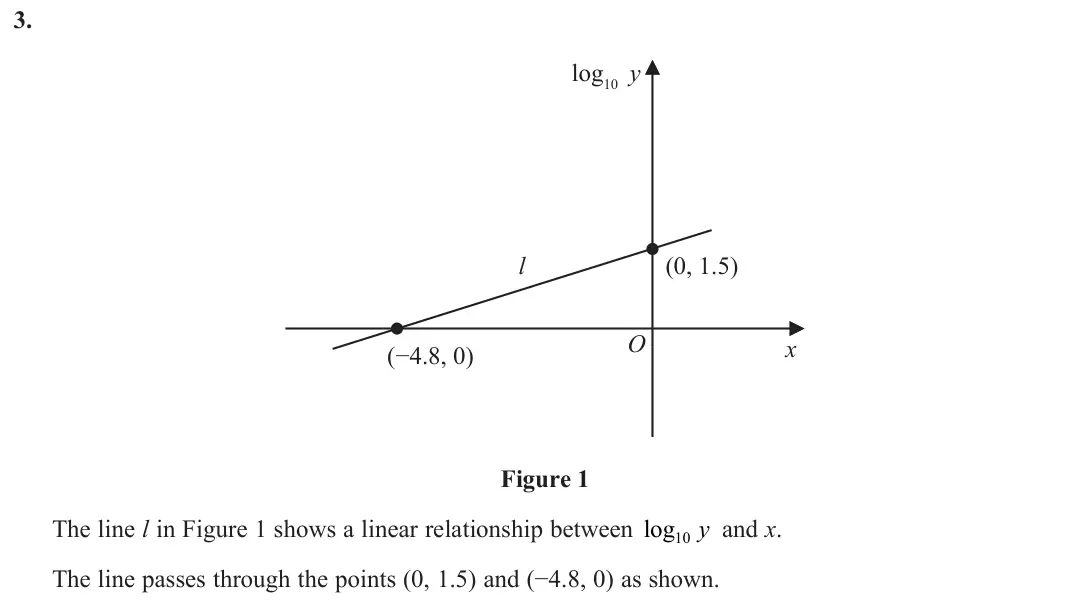 3.
log₁₀ y
l
(0, 1.5)
(−4.8, 0)
O
x
Figure 1
The line l in Figure 1 shows a linear relationship between log₁₀ y and x.
The line passes through the points (0, 1.5) and (−4.8, 0) as shown.